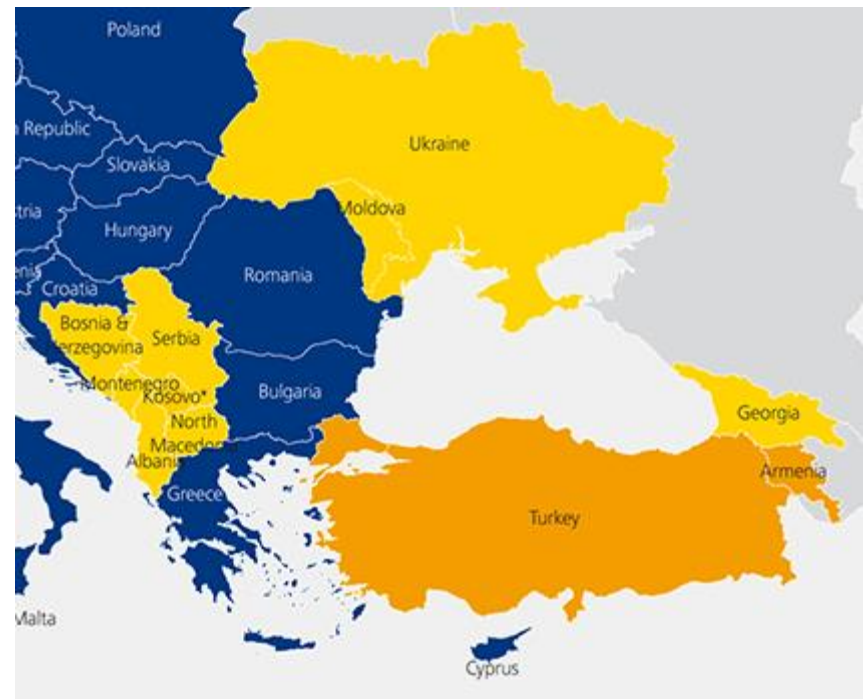 Poland
Republic
Slovakia
Ukraine
Moldova
Hungary
Romania
Croatia
Bosnia &
Herzegovina
Serbia
Montenegro
Kosovo*
Bulgaria
North
Macedonia
Albania
Greece
Georgia
Armenia
Turkey
Malta
Cyprus